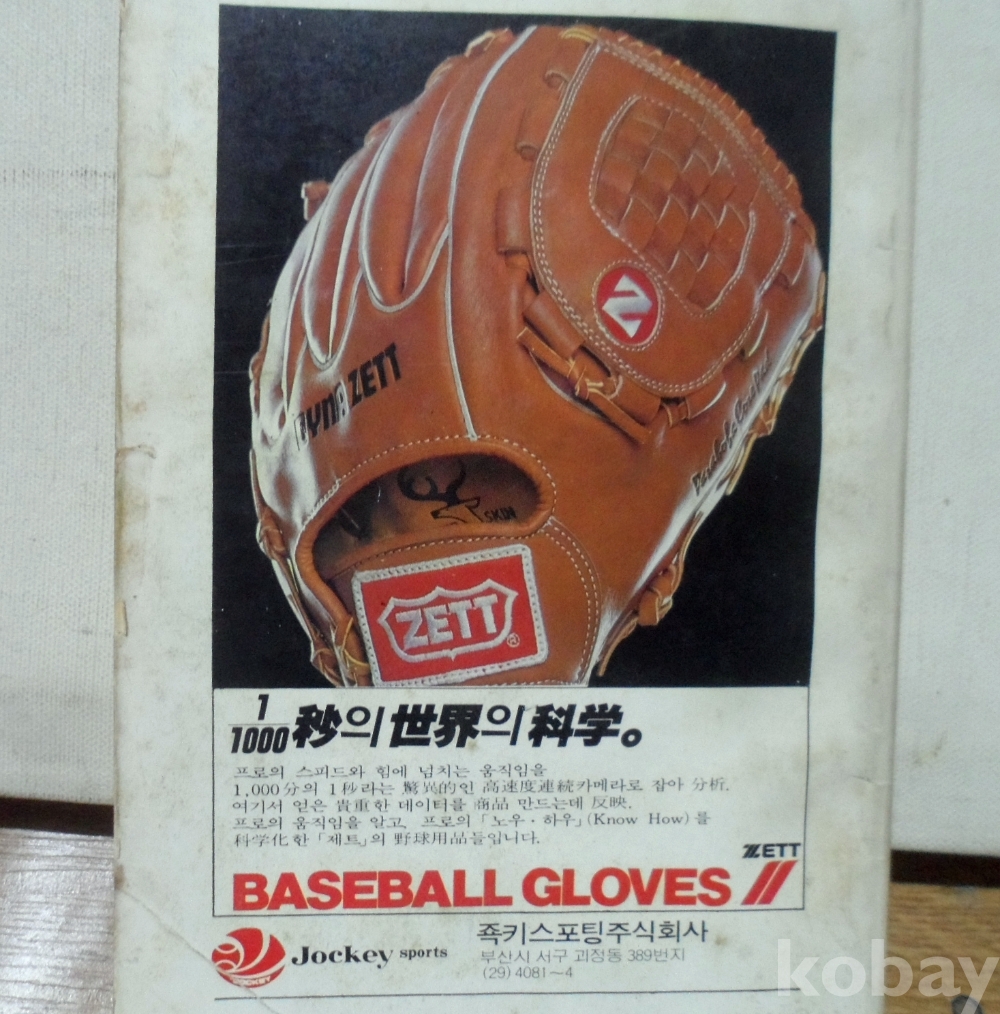 DYNA ZETT
SKIN
ZETT
®
1/1000 秒의 世界의 科学。
프로의 스피드와 힘에 넘치는 움직임을
1,000分의 1秒라는 驚異的인 高速度連続카메라로 잡아 分析.
여기서 얻은 貴重한 데이터를 商品 만드는데 反映.
프로의 움직임을 알고, 프로의 「노우·하우」(Know How)를
科学化한 「제트」의 野球用品들입니다.
ZETT
BASEBALL GLOVES
JOCKEY
Jockey sports
죡키스포팅주식회사
부산시 서구 괴정동 389번지
(29) 4081~4
kobay